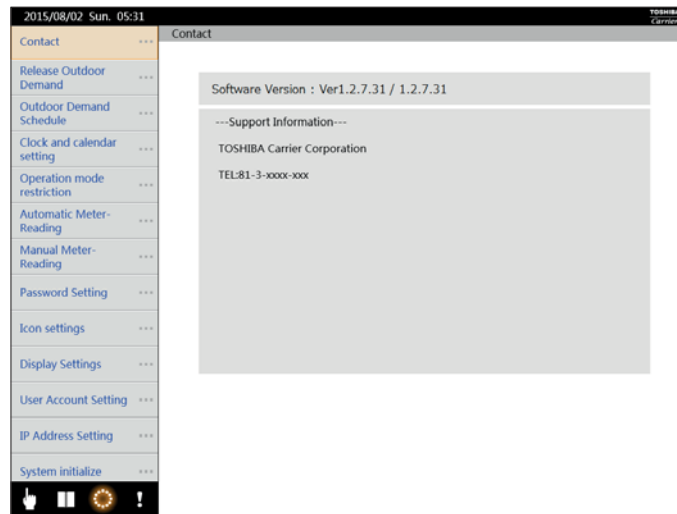 2015/08/02 Sun. 05:31
TOSHIBA
Carrier
Contact
Contact
Release Outdoor
Demand
Outdoor Demand
Schedule
Clock and calendar
setting
Operation mode
restriction
Automatic Meter-
Reading
Manual Meter-
Reading
Password Setting
Icon settings
Display Settings
User Account Setting
IP Address Setting
System initialize
Software Version : Ver1.2.7.31 / 1.2.7.31
---Support Information---
TOSHIBA Carrier Corporation
TEL:81-3-xxxx-xxx